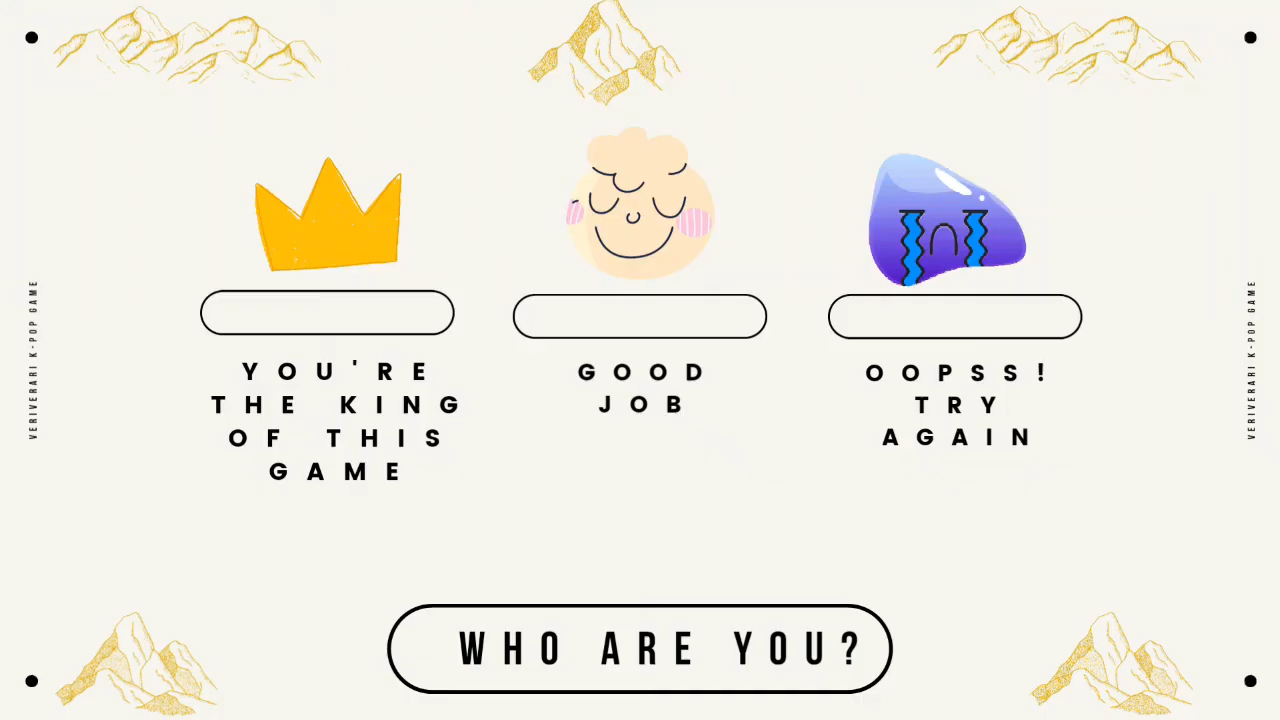 YOU'RE
THE KING
OF THIS
GAME
GOOD
JOB
OOPSS!
TRY
AGAIN
WHO ARE YOU?
VERIVERARI K-POP GAME
VERIVERARI K-POP GAME